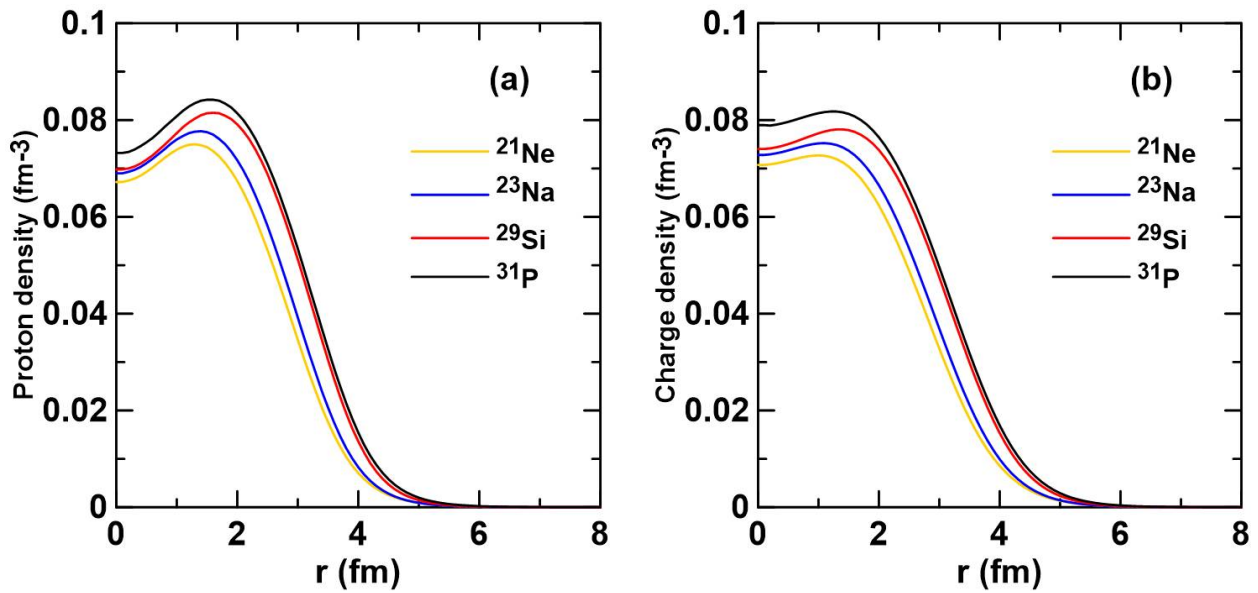 0.1
0.08
0.06
0.04
0.02
0
Proton density (fm-3)
(a)
²¹Ne
²³Na
²⁹Si
³¹P
0 2 4 6 8
r (fm)
0.1
0.08
0.06
0.04
0.02
0
Charge density (fm-3)
(b)
²¹Ne
²³Na
²⁹Si
³¹P
0 2 4 6 8
r (fm)